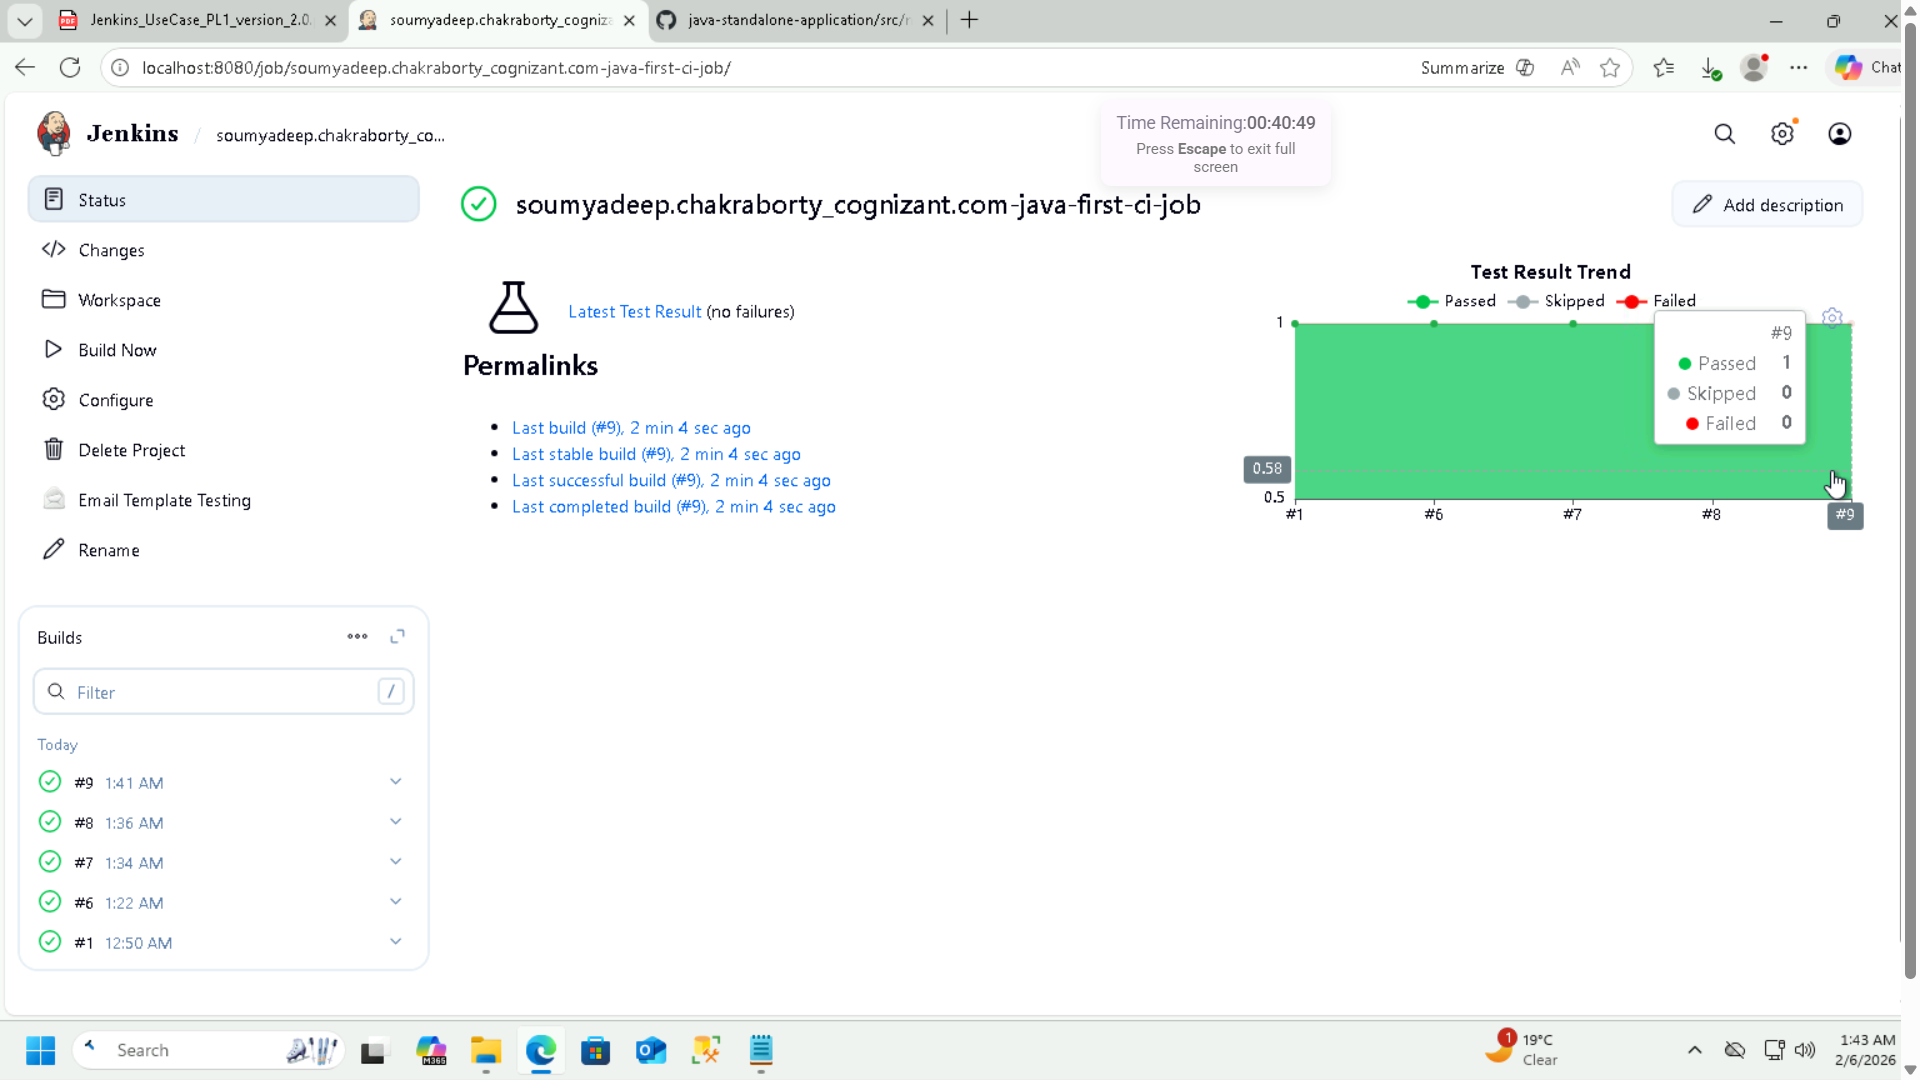 Jenkins_UseCase_PL1_version_2.0.
soumyadeep.chakraborty_cogniza
java-standalone-application/src/r
localhost:8080/job/soumyadeep.chakraborty_cognizant.com-java-first-ci-job/
Summarize
Chat
Jenkins / soumyadeep.chakraborty_co...
Time Remaining:00:40:49
Press Escape to exit full
screen
Status
Changes
Workspace
Build Now
Configure
Delete Project
Email Template Testing
Rename
soumyadeep.chakraborty_cognizant.com-java-first-ci-job
Add description
Latest Test Result (no failures)
Permalinks
Last build (#9), 2 min 4 sec ago
Last stable build (#9), 2 min 4 sec ago
Last successful build (#9), 2 min 4 sec ago
Last completed build (#9), 2 min 4 sec ago
Test Result Trend
Passed Skipped Failed
1
#9
Passed 1
Skipped 0
Failed 0
0.58
0.5
#1 #6 #7 #8 #9
Builds
Filter /
Today
#9 1:41 AM
#8 1:36 AM
#7 1:34 AM
#6 1:22 AM
#1 12:50 AM
Search
M365
1
19°C
Clear
1:43 AM
2/6/2026